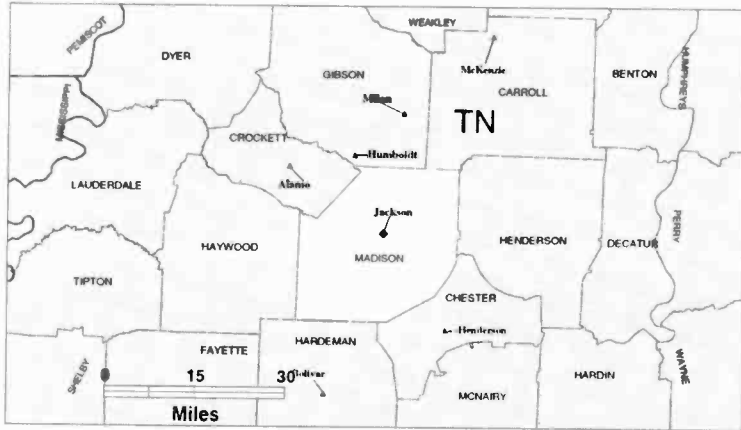 WEAKLEY
PEMISCOT
DYER
GIBSON
McKenzie
CARROLL
BENTON
HUMPHREYS
Milan
MISSISSIPPI
TN
CROCKETT
Humboldt
LAUDERDALE
Alamo
Jackson
HAYWOOD
MADISON
HENDERSON
DECATUR
PERRY
TIPTON
CHESTER
Henderson
FAYETTE
HARDEMAN
SHELBY
15
30
Bolivar
HARDIN
WAYNE
MCNAIRY
Miles